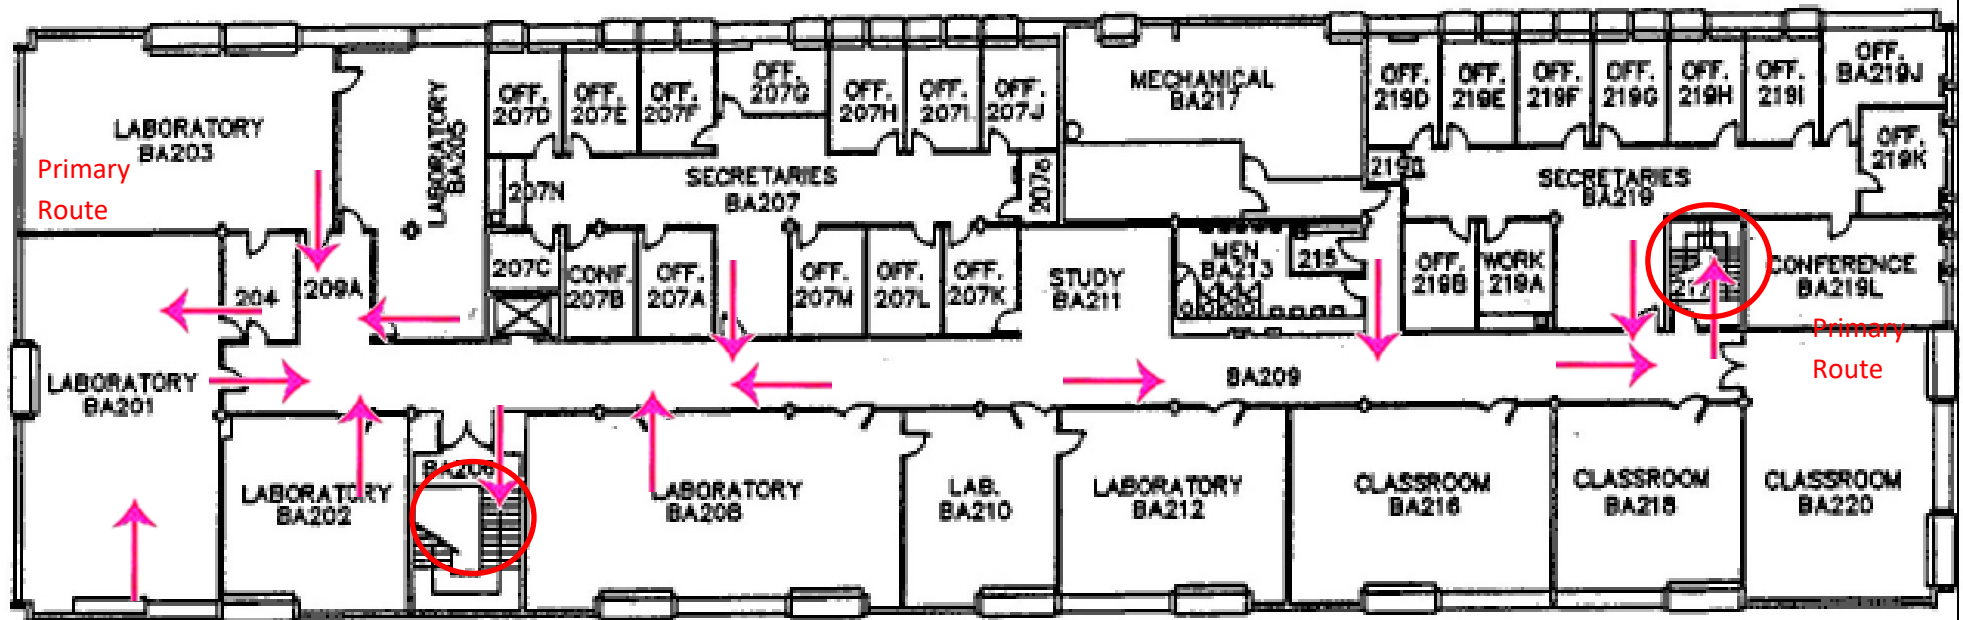 LABORATORY
BA203
Primary
Route
LABORATORY
BA205
OFF.
207D
OFF.
207E
OFF.
207F
OFF.
207G
OFF.
207H
OFF.
207I
OFF.
207J
MECHANICAL
BA217
OFF.
219D
OFF.
219E
OFF.
219F
OFF.
219G
OFF.
219H
OFF.
219I
OFF.
BA219J
OFF.
219K
207N
SECRETARIES
BA207
SECRETARIES
BA219
204
209A
207C
CONF.
207B
OFF.
207A
OFF.
207M
OFF.
207L
OFF.
207K
STUDY
BA211
MEN
BA213
215
OFF.
219B
WORK
219A
CONFERENCE
BA219L
Primary
Route
LABORATORY
BA201
BA209
LABORATORY
BA202
BA206
LABORATORY
BA208
LAB.
BA210
LABORATORY
BA212
CLASSROOM
BA216
CLASSROOM
BA218
CLASSROOM
BA220